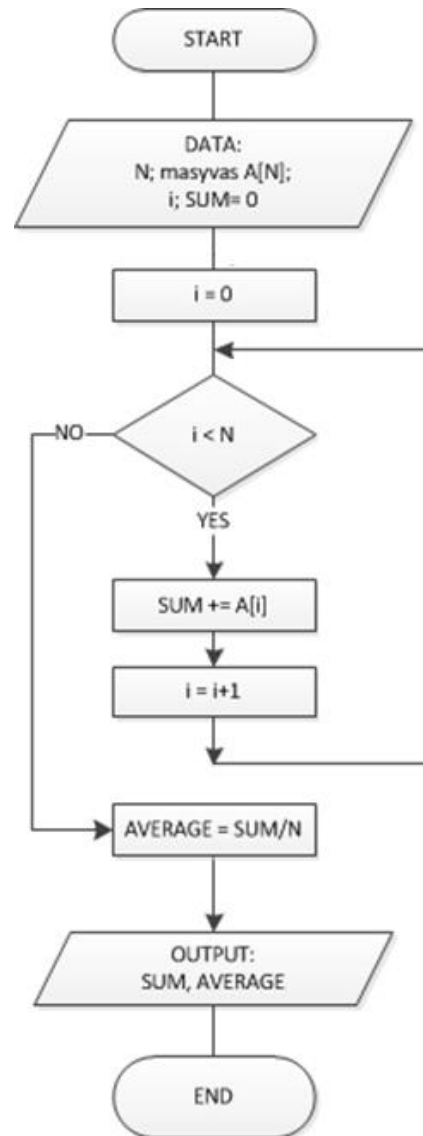 START
DATA:
N; masyvas A[N];
i; SUM= 0
i = 0
i < N
NO
YES
SUM += A[i]
i = i+1
AVERAGE = SUM/N
OUTPUT:
SUM, AVERAGE
END